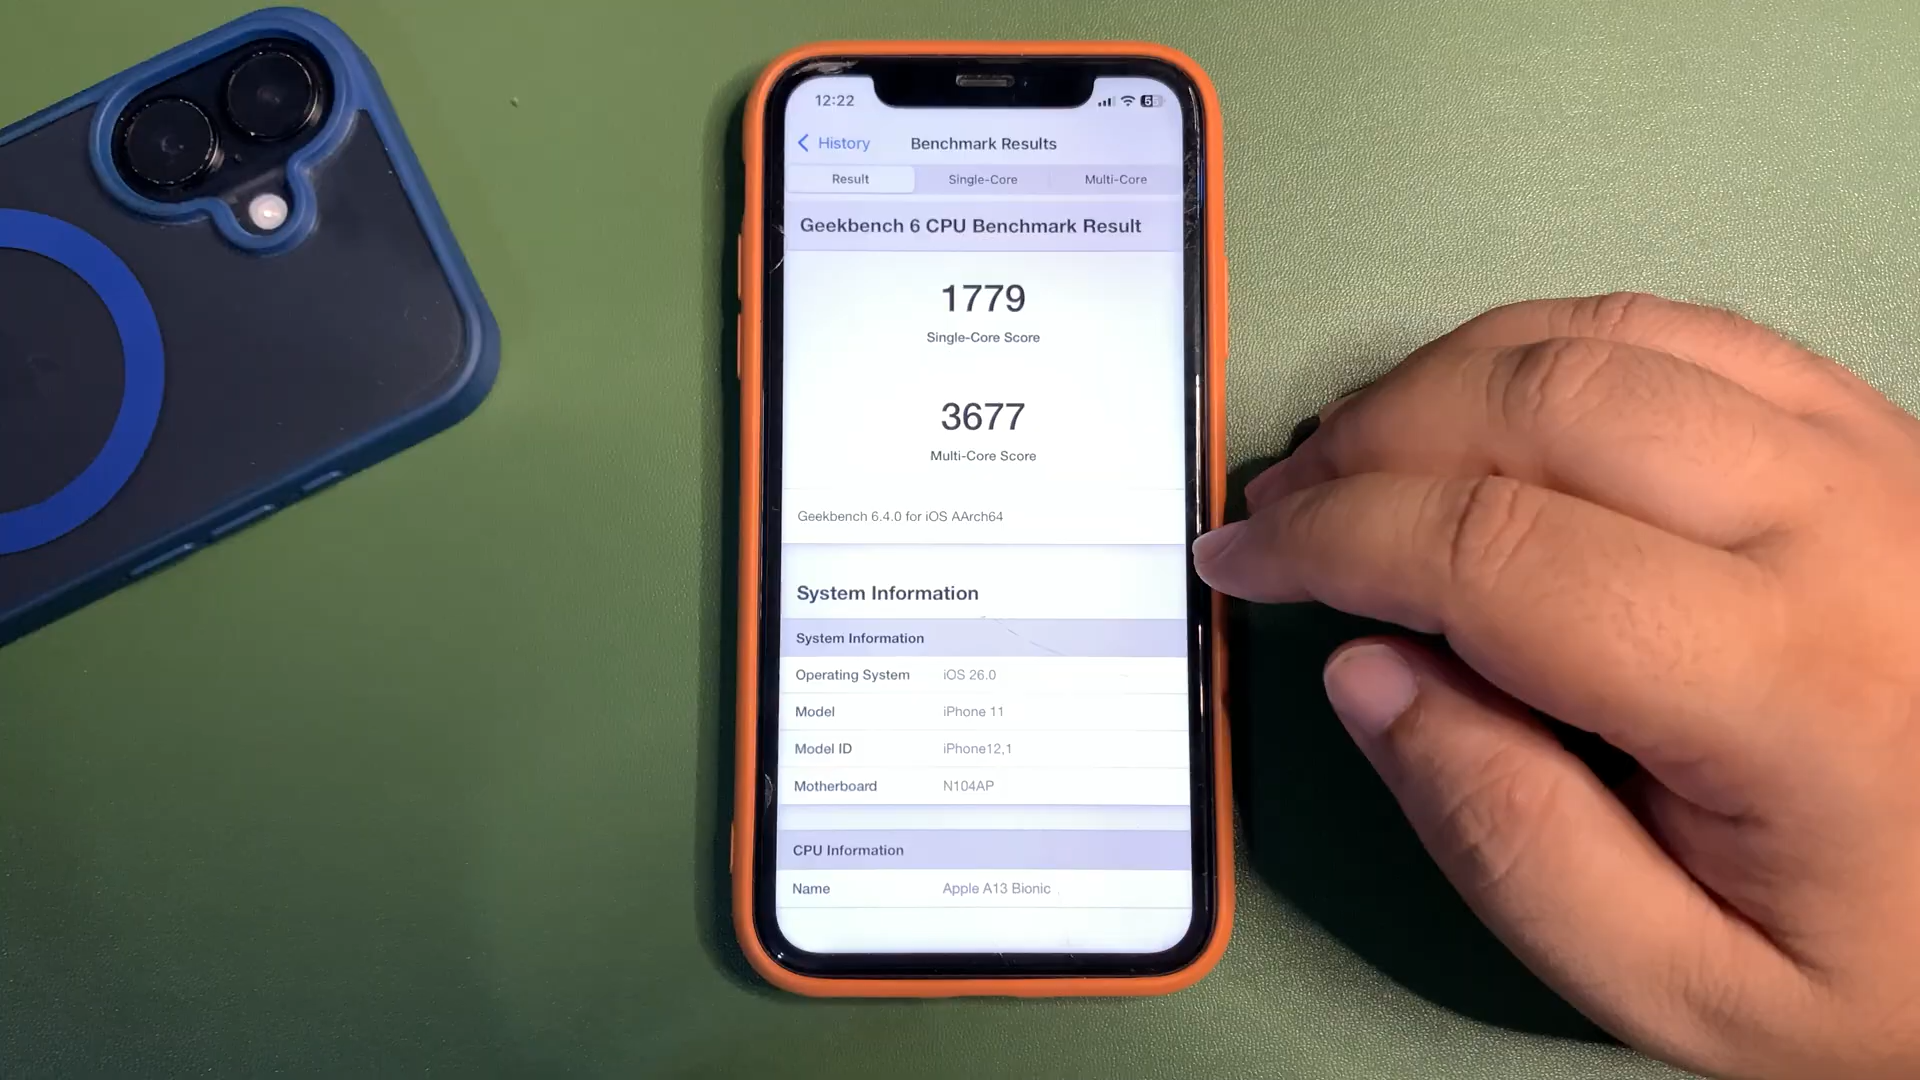 12:22
History Benchmark Results
Result Single-Core Multi-Core
Geekbench 6 CPU Benchmark Result
1779
Single-Core Score
3677
Multi-Core Score
Geekbench 6.4.0 for iOS AArch64
System Information
System Information
Operating System iOS 26.0
Model iPhone 11
Model ID iPhone12,1
Motherboard N104AP
CPU Information
Name Apple A13 Bionic